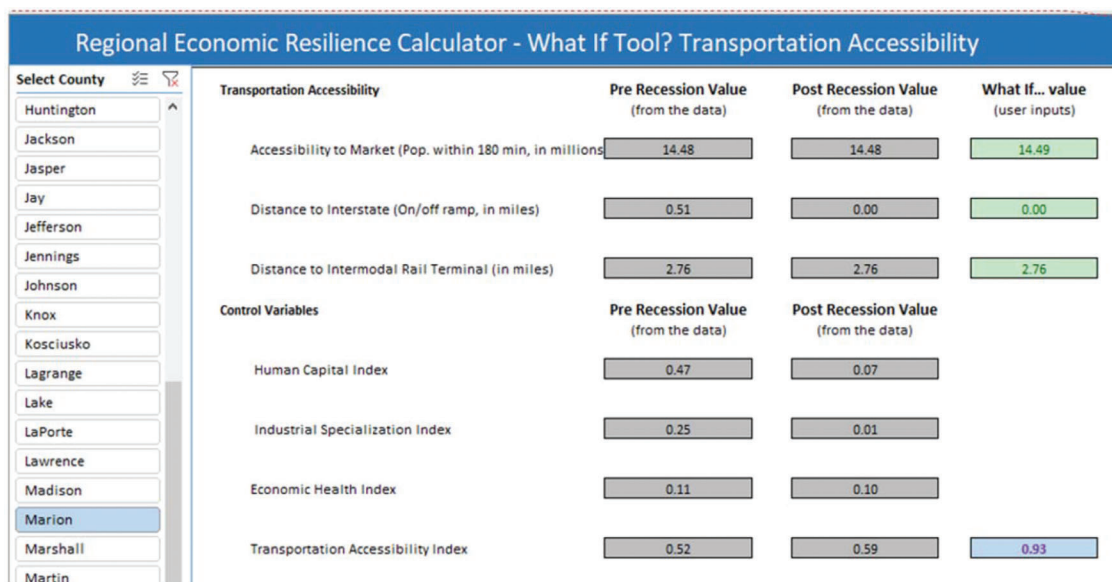 Regional Economic Resilience Calculator - What If Tool? Transportation Accessibility
Select County
Huntington
Jackson
Jasper
Jay
Jefferson
Jennings
Johnson
Knox
Kosciusko
Lagrange
Lake
LaPorte
Lawrence
Madison
Marion
Marshall
Martin
Transportation Accessibility Pre Recession Value Post Recession Value What If... value
(from the data) (from the data) (user inputs)
Accessibility to Market (Pop. within 180 min, in millions 14.48 14.48 14.49
Distance to Interstate (On/off ramp, in miles) 0.51 0.00 0.00
Distance to Intermodal Rail Terminal (in miles) 2.76 2.76 2.76
Control Variables Pre Recession Value Post Recession Value
(from the data) (from the data)
Human Capital Index 0.47 0.07
Industrial Specialization Index 0.25 0.01
Economic Health Index 0.11 0.10
Transportation Accessibility Index 0.52 0.59 0.93